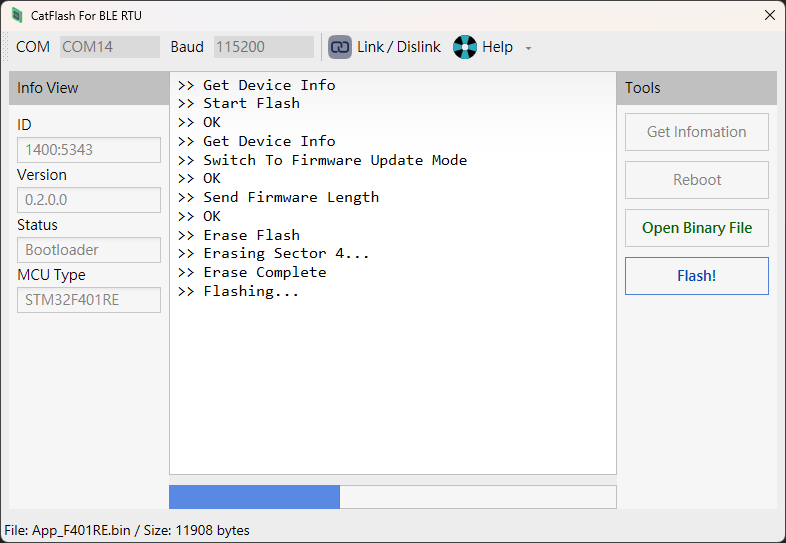 CatFlash For BLE RTU
COM COM14 Baud 115200 Link / Dislink Help
Info View
ID
1400:5343
Version
0.2.0.0
Status
Bootloader
MCU Type
STM32F401RE
>> Get Device Info
>> Start Flash
>> OK
>> Get Device Info
>> Switch To Firmware Update Mode
>> OK
>> Send Firmware Length
>> OK
>> Erase Flash
>> Erasing Sector 4...
>> Erase Complete
>> Flashing...
Tools
Get Infomation
Reboot
Open Binary File
Flash!
File: App_F401RE.bin / Size: 11908 bytes